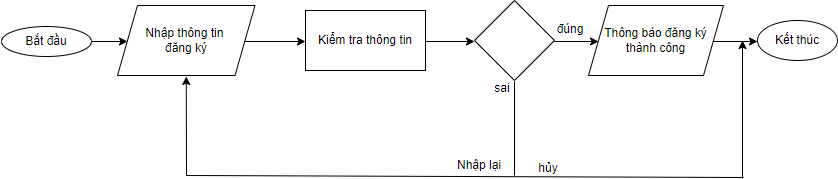 Bắt đầu
Nhập thông tin
đăng ký
Kiểm tra thông tin
đúng
sai
Thông báo đăng ký
thành công
Kết thúc
Nhập lại
hủy